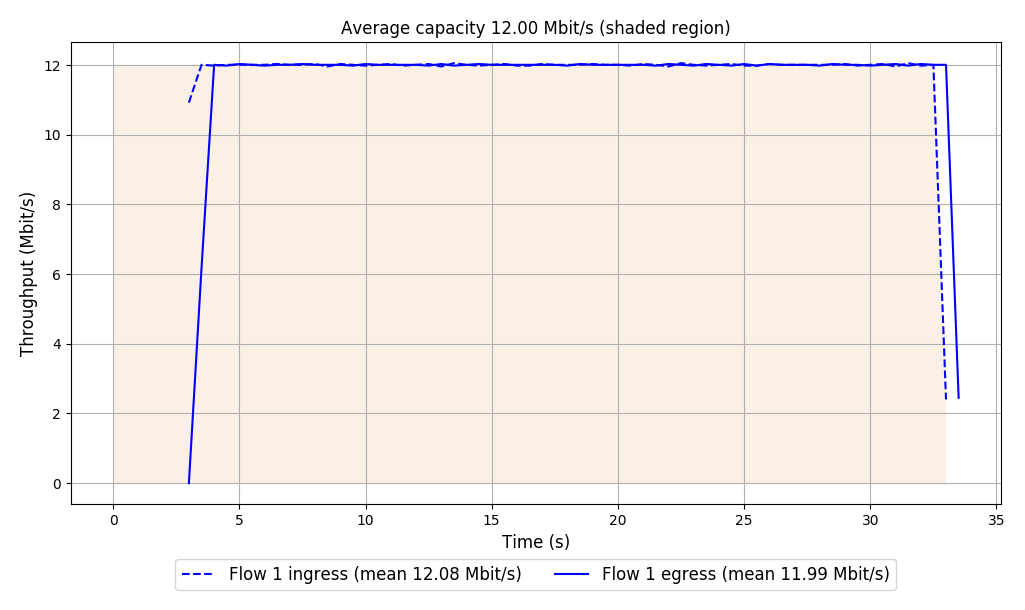 Average capacity 12.00 Mbit/s (shaded region)
Throughput (Mbit/s)
12
10
8
6
4
2
0
0 5 10 15 20 25 30 35
Time (s)
Flow 1 ingress (mean 12.08 Mbit/s) Flow 1 egress (mean 11.99 Mbit/s)